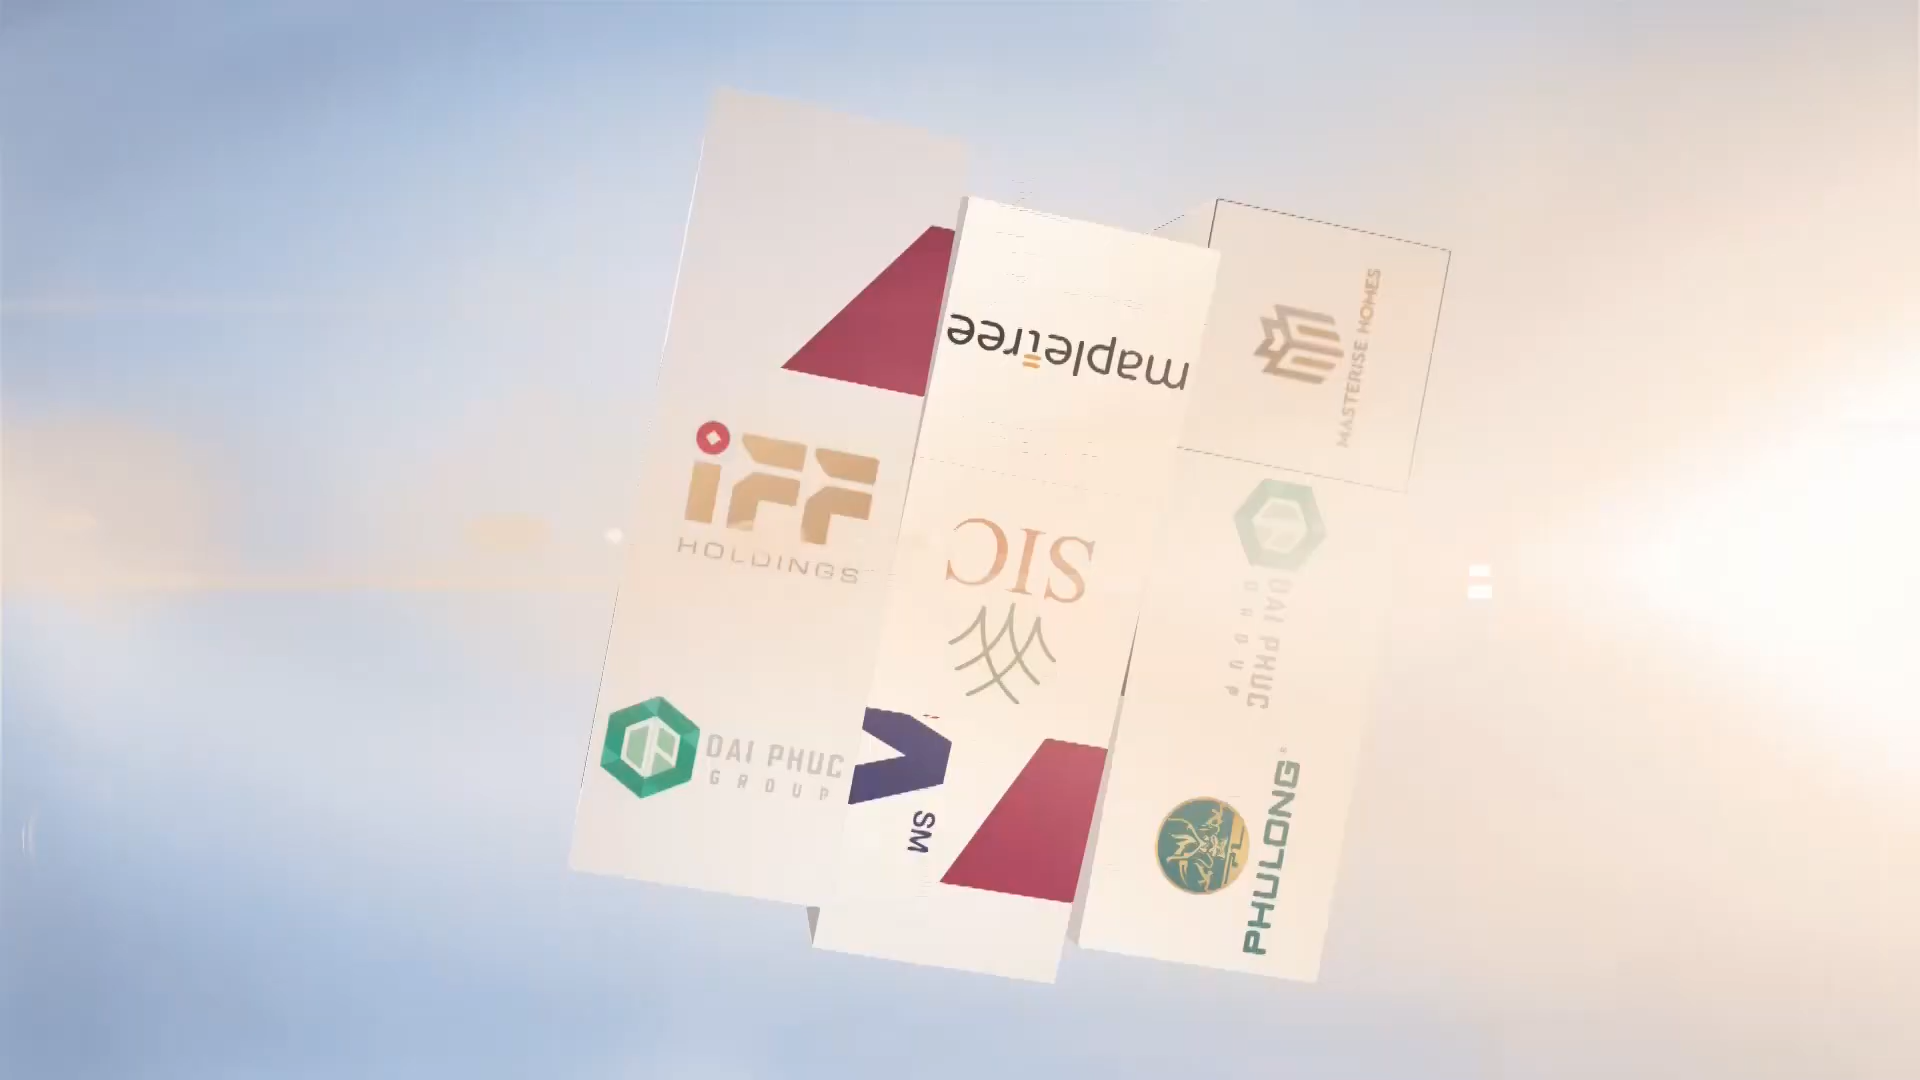 iFF
HOLDINGS
DAI PHUC
GROUP
mapletree
SIC
SM
MASTERISE HOMES
DAI PHUC
GROUP
PHULONG